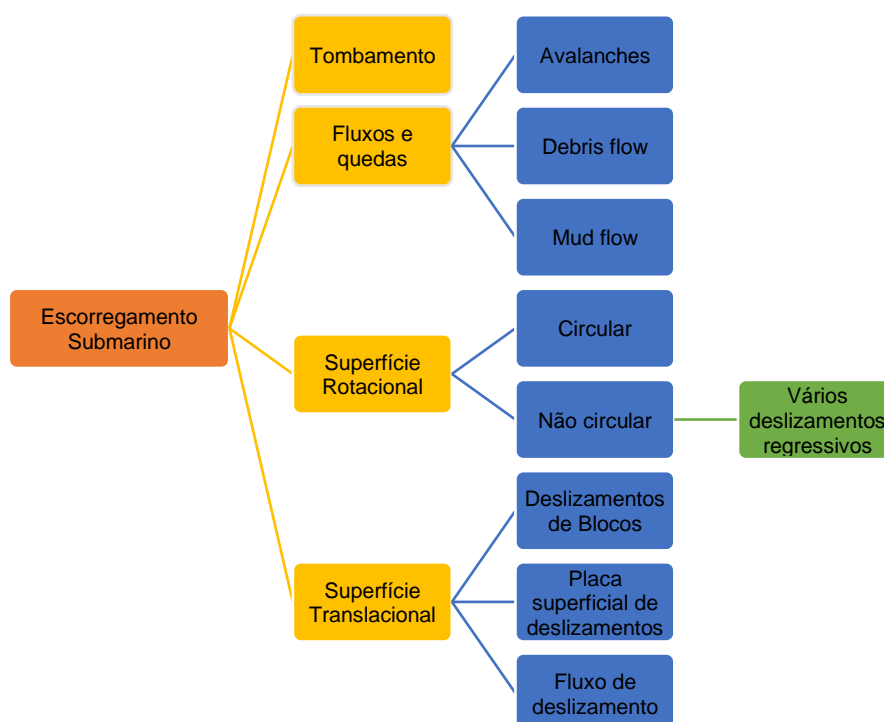 Tombamento
Avalanches
Fluxos e
quedas
Debris flow
Mud flow
Escorregamento
Submarino
Superfície
Rotacional
Circular
Não circular
Vários
deslizamentos
regressivos
Superfície
Translacional
Deslizamentos
de Blocos
Placa
superficial de
deslizamentos
Fluxo de
deslizamento